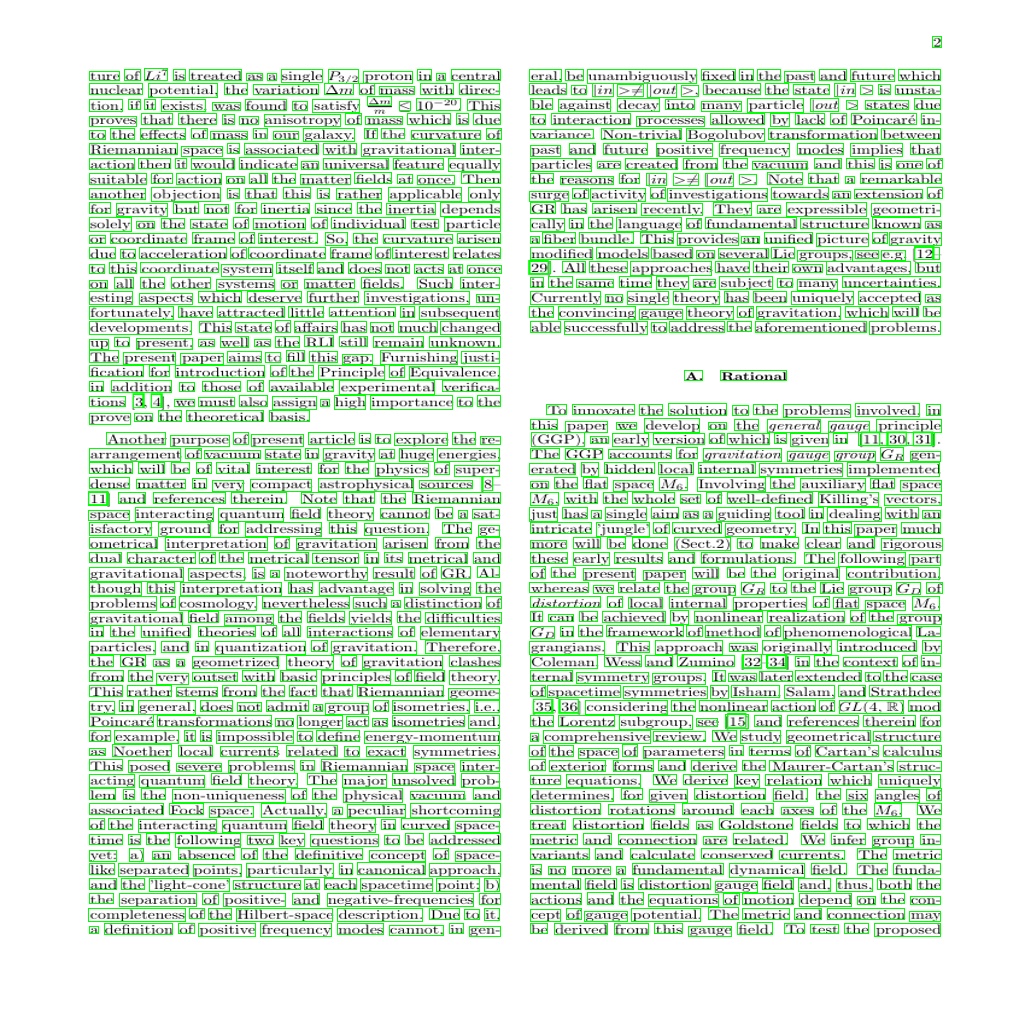 2
ture of Li⁷ is treated as a single P3/2 proton in a central
nuclear potential, the variation Δm of mass with direc-
tion, if it exists, was found to satisfy Δm/m ≤ 10−20. This
proves that there is no anisotropy of mass which is due
to the effects of mass in our galaxy. If the curvature of
Riemannian space is associated with gravitational inter-
action then it would indicate an universal feature equally
suitable for action on all the matter fields at once. Then
another objection is that this is rather applicable only
for gravity but not for inertia since the inertia depends
solely on the state of motion of individual test particle
or coordinate frame of interest. So, the curvature arisen
due to acceleration of coordinate frame of interest relates
to this coordinate system itself and does not acts at once
on all the other systems or matter fields. Such inter-
esting aspects which deserve further investigations, un-
fortunately, have attracted little attention in subsequent
developments. This state of affairs has not much changed
up to present, as well as the RLI still remain unknown.
The present paper aims to fill this gap. Furnishing justi-
fication for introduction of the Principle of Equivalence,
in addition to those of available experimental verifica-
tions [3, 4], we must also assign a high importance to the
prove on the theoretical basis.
Another purpose of present article is to explore the re-
arrangement of vacuum state in gravity at huge energies,
which will be of vital interest for the physics of super-
dense matter in very compact astrophysical sources [8–
11] and references therein. Note that the Riemannian
space interacting quantum field theory cannot be a sat-
isfactory ground for addressing this question. The ge-
ometrical interpretation of gravitation arisen from the
dual character of the metrical tensor in its metrical and
gravitational aspects, is a noteworthy result of GR. Al-
though this interpretation has advantage in solving the
problems of cosmology, nevertheless such a distinction of
gravitational field among the fields yields the difficulties
in the unified theories of all interactions of elementary
particles, and in quantization of gravitation. Therefore,
the GR as a geometrized theory of gravitation clashes
from the very outset with basic principles of field theory.
This rather stems from the fact that Riemannian geome-
try, in general, does not admit a group of isometries, i.e.,
Poincaré transformations no longer act as isometries and,
for example, it is impossible to define energy-momentum
as Noether local currents related to exact symmetries.
This posed severe problems in Riemannian space inter-
acting quantum field theory. The major unsolved prob-
lem is the non-uniqueness of the physical vacuum and
associated Fock space. Actually, a peculiar shortcoming
of the interacting quantum field theory in curved space-
time is the following two key questions to be addressed
yet: a) an absence of the definitive concept of space-
like separated points, particularly in canonical approach,
and the 'light-cone' structure at each spacetime point; b)
the separation of positive- and negative-frequencies for
completeness of the Hilbert-space description. Due to it,
a definition of positive frequency modes cannot, in gen-
eral, be unambiguously fixed in the past and future which
leads to |in >≠ |out >, because the state |in > is unsta-
ble against decay into many particle |out > states due
to interaction processes allowed by lack of Poincaré in-
variance. Non-trivial Bogolubov transformation between
past and future positive frequency modes implies that
particles are created from the vacuum and this is one of
the reasons for |in >≠ |out >. Note that a remarkable
surge of activity of investigations towards an extension of
GR has arisen recently. They are expressible geometri-
cally in the language of fundamental structure known as
a fiber bundle. This provides an unified picture of gravity
modified models based on several Lie groups, see e.g. [12–
29]. All these approaches have their own advantages, but
in the same time they are subject to many uncertainties.
Currently no single theory has been uniquely accepted as
the convincing gauge theory of gravitation, which will be
able successfully to address the aforementioned problems.
A. Rational
To innovate the solution to the problems involved, in
this paper we develop on the general gauge principle
(GGP), an early version of which is given in [11, 30, 31].
The GGP accounts for gravitation gauge group GR gen-
erated by hidden local internal symmetries implemented
on the flat space M6. Involving the auxiliary flat space
M6, with the whole set of well-defined Killing's vectors,
just has a single aim as a guiding tool in dealing with an
intricate 'jungle' of curved geometry. In this paper much
more will be done (Sect.2) to make clear and rigorous
these early results and formulations. The following part
of the present paper will be the original contribution,
whereas we relate the group GR to the Lie group GD of
distortion of local internal properties of flat space M6.
It can be achieved by nonlinear realization of the group
GD in the framework of method of phenomenological La-
grangians. This approach was originally introduced by
Coleman, Wess and Zumino [32–34] in the context of in-
ternal symmetry groups. It was later extended to the case
of spacetime symmetries by Isham, Salam, and Strathdee
[35, 36] considering the nonlinear action of GL(4, ℝ) mod
the Lorentz subgroup, see [15] and references therein for
a comprehensive review. We study geometrical structure
of the space of parameters in terms of Cartan's calculus
of exterior forms and derive the Maurer-Cartan's struc-
ture equations. We derive key relation which uniquely
determines, for given distortion field, the six angles of
distortion rotations around each axes of the M6. We
treat distortion fields as Goldstone fields to which the
metric and connection are related. We infer group in-
variants and calculate conserved currents. The metric
is no more a fundamental dynamical field. The funda-
mental field is distortion gauge field and, thus, both the
actions and the equations of motion depend on the con-
cept of gauge potential. The metric and connection may
be derived from this gauge field. To test the proposed